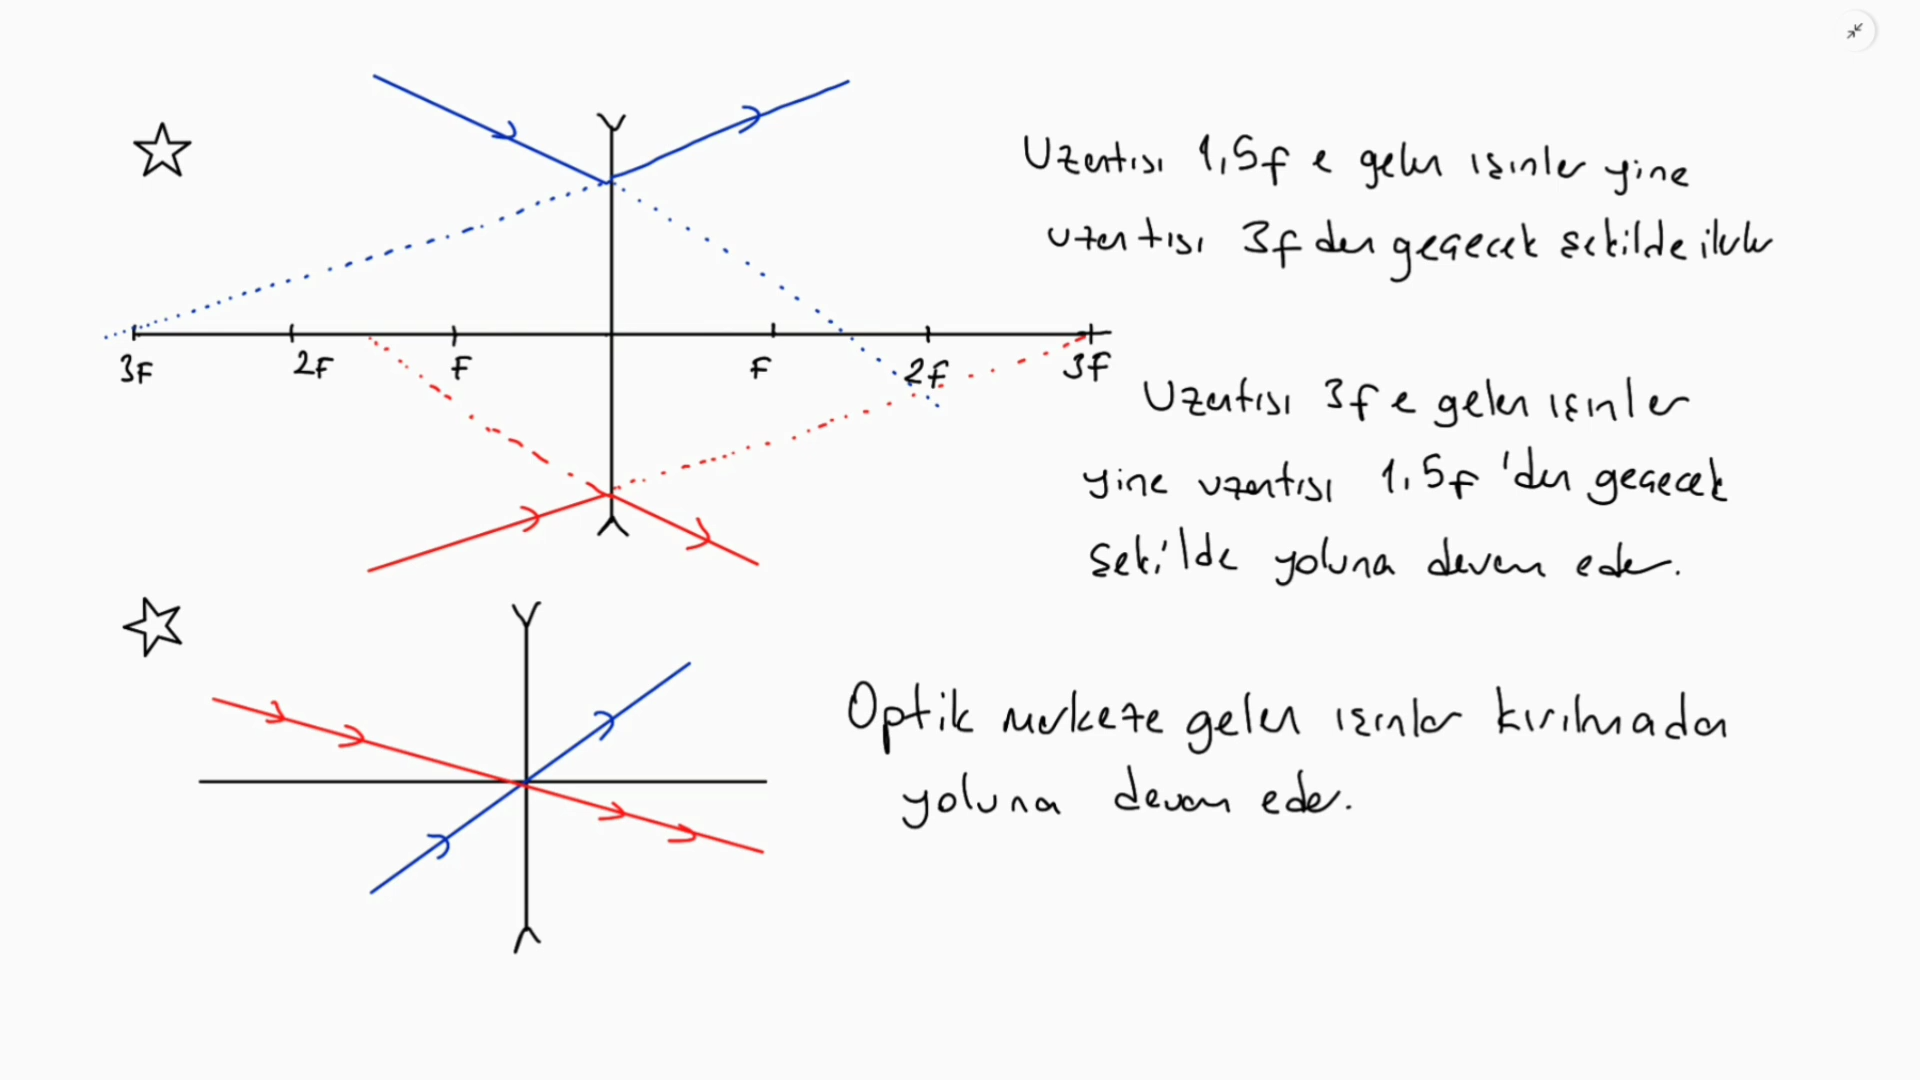 Uzantısı 1,5f e gelen ışınlar yine
uzantısı 3f den geçecek şekilde ilerler
3F 2F F F 2f 3f
Uzantısı 3f e gelen ışınlar
yine uzantısı 1,5f 'den geçecek
şekilde yoluna devam eder.
Optik merkeze gelen ışınlar kırılmadan
yoluna devam eder.